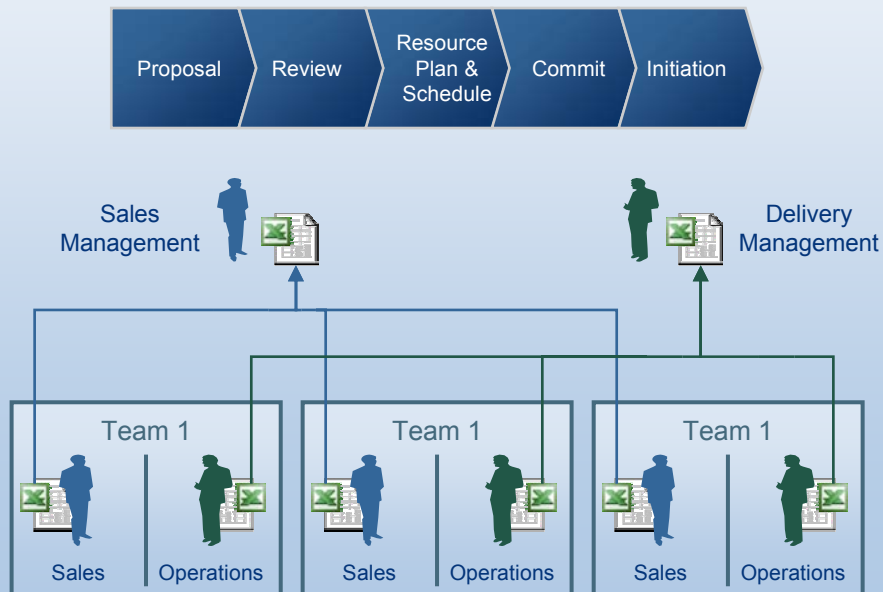 Proposal
Review
Resource
Plan &
Schedule
Commit
Initiation
Sales
Management
Delivery
Management
Team 1
Team 1
Team 1
Sales
Operations
Sales
Operations
Sales
Operations